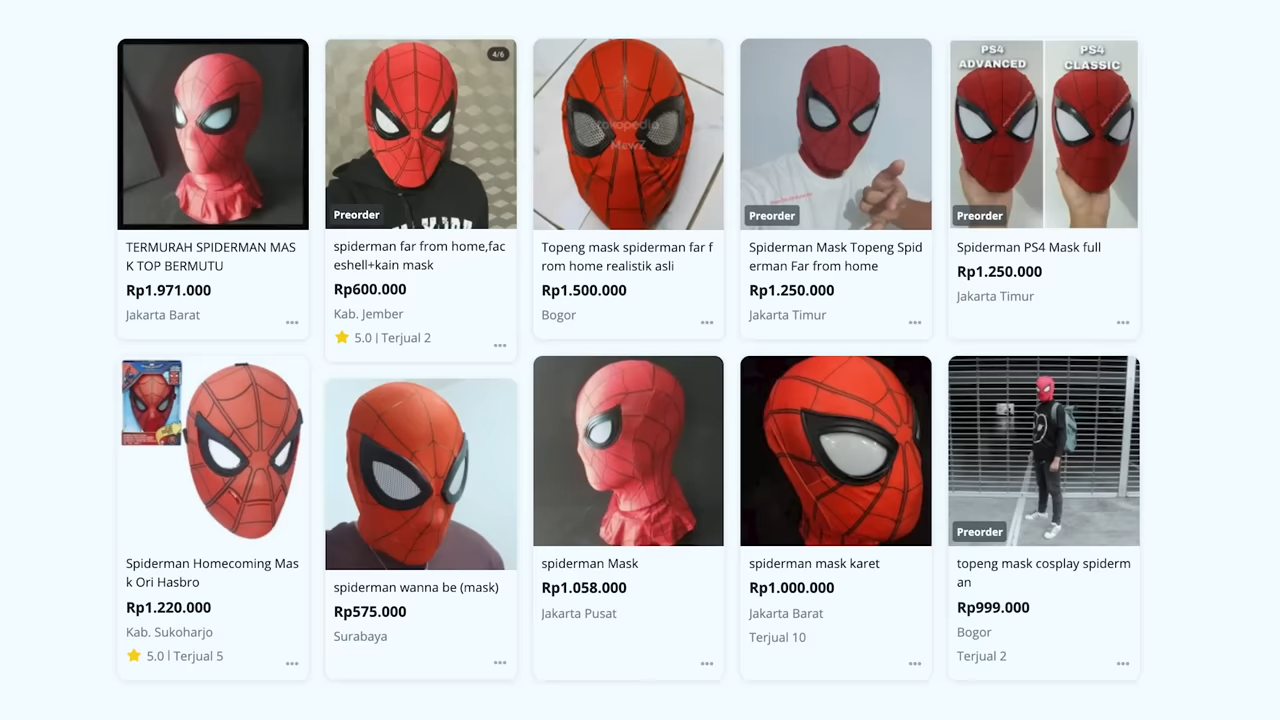 TERMURAH SPIDERMAN MAS
K TOP BERMUTU
Rp1.971.000
Jakarta Barat
4/6
Preorder
spiderman far from home,fac
eshell+kain mask
Rp600.000
Kab. Jember
5.0 | Terjual 2
tokopedia
MewZ
Topeng mask spiderman far f
rom home realistik asli
Rp1.500.000
Bogor
Preorder
Spiderman Mask Topeng Spid
erman Far from home
Rp1.250.000
Jakarta Timur
PS4
ADVANCED
PS4
CLASSIC
Preorder
Spiderman PS4 Mask full
Rp1.250.000
Jakarta Timur
Spiderman Homecoming Mas
k Ori Hasbro
Rp1.220.000
Kab. Sukoharjo
5.0 | Terjual 5
spiderman wanna be (mask)
Rp575.000
Surabaya
spiderman Mask
Rp1.058.000
Jakarta Pusat
spiderman mask karet
Rp1.000.000
Jakarta Barat
Terjual 10
Preorder
topeng mask cosplay spiderm
an
Rp999.000
Bogor
Terjual 2